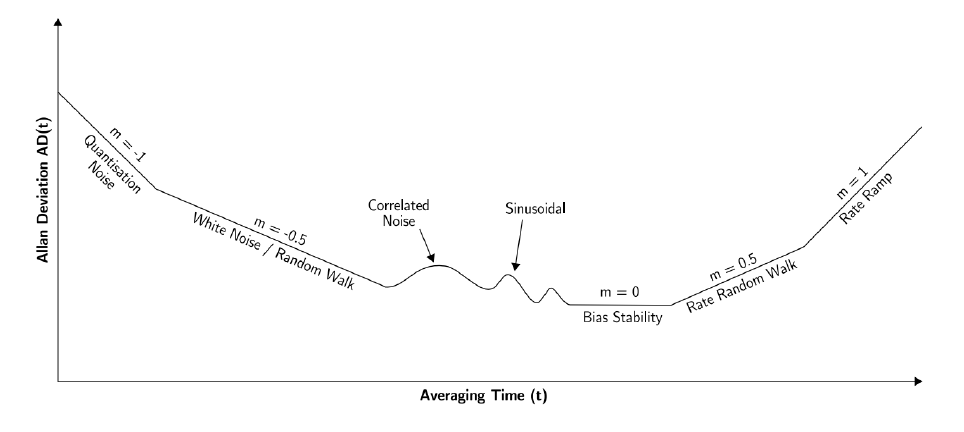 m = -1
Quantisation
Noise
m = -0.5
White Noise / Random Walk
Correlated
Noise
Sinusoidal
m = 0
Bias Stability
m = 0.5
Rate Random Walk
m = 1
Rate Ramp
Allan Deviation AD(t)
Averaging Time (t)